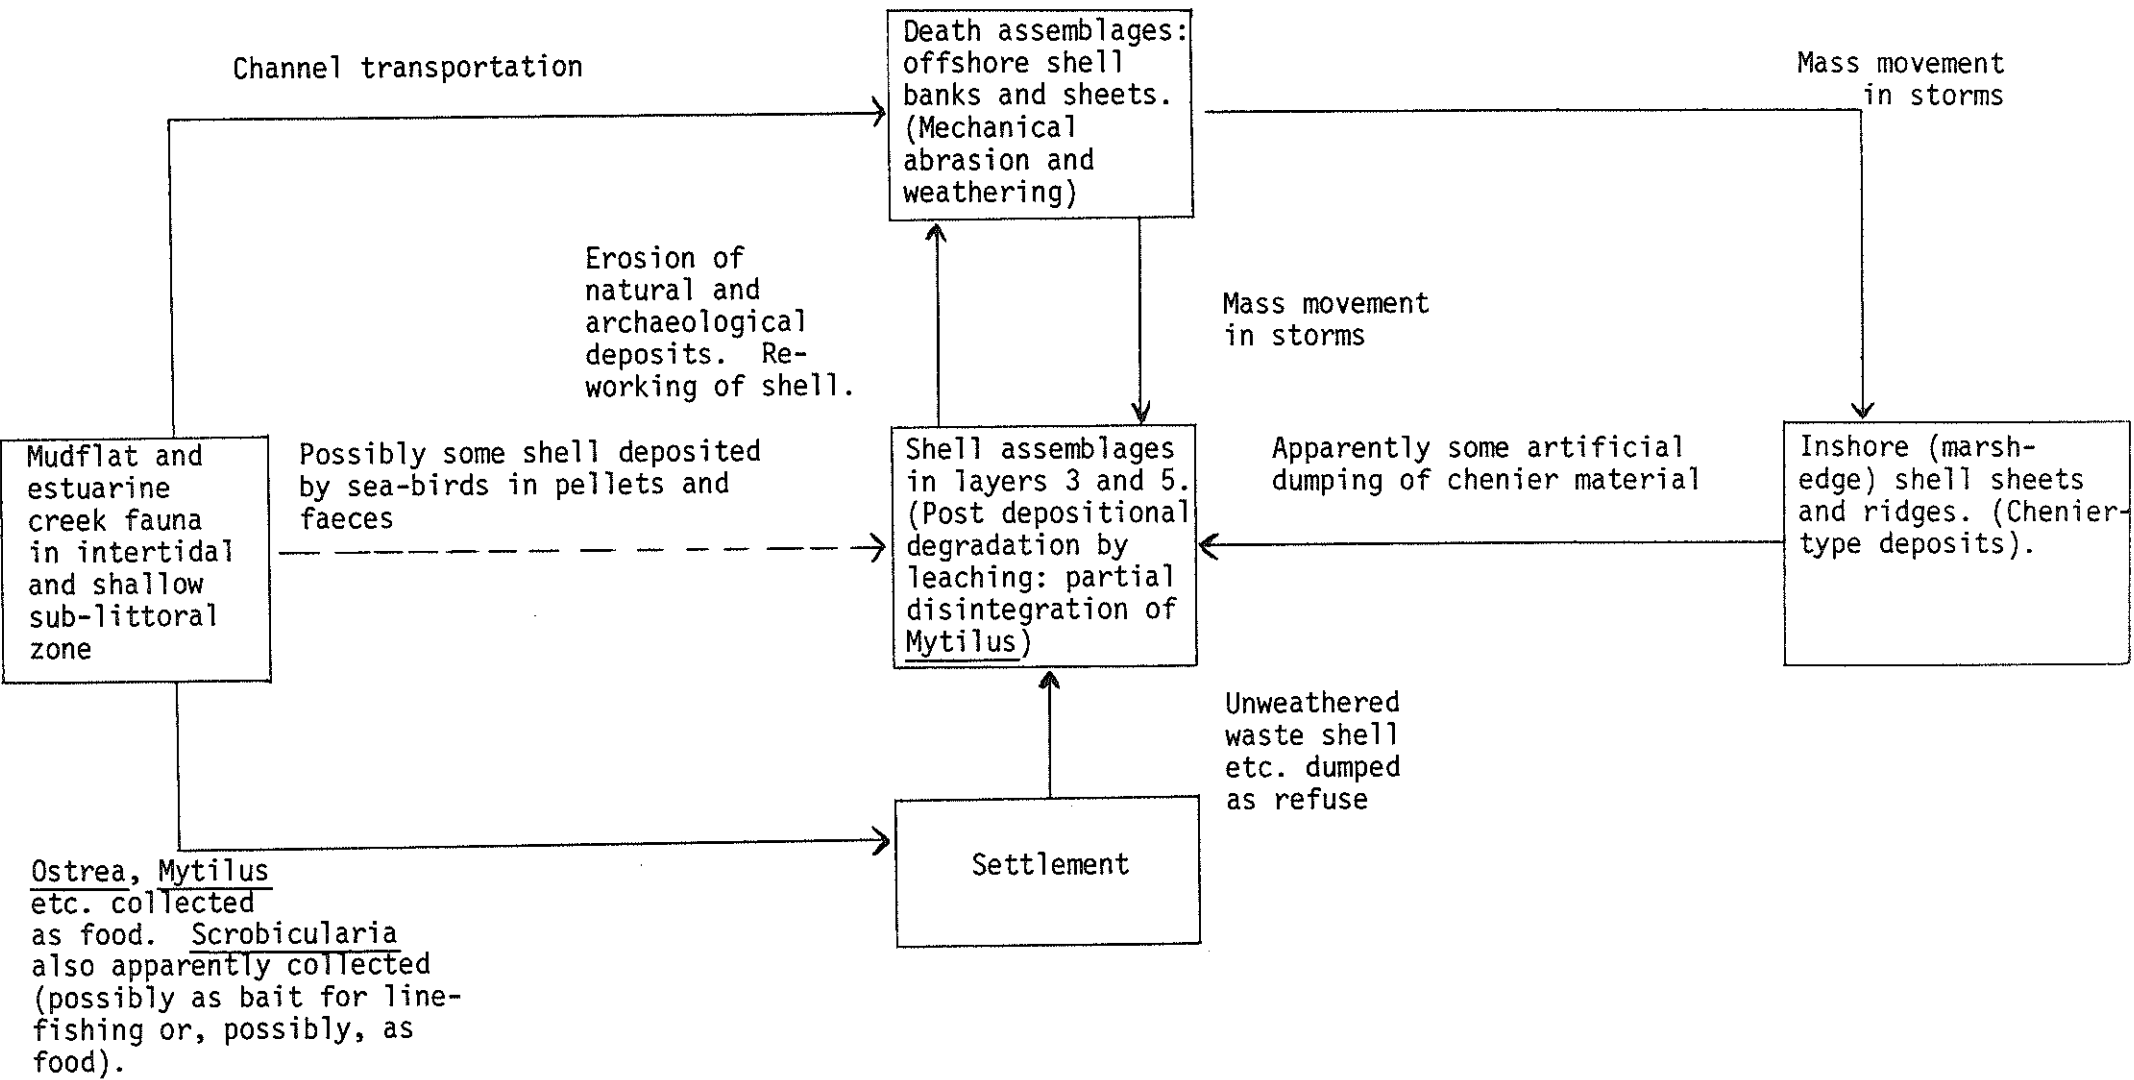 Channel transportation
Death assemblages:
offshore shell
banks and sheets.
(Mechanical
abrasion and
weathering)
Mass movement
in storms
Erosion of
natural and
archaeological
deposits. Re-
working of shell.
Mass movement
in storms
Mudflat and
estuarine
creek fauna
in intertidal
and shallow
sub-littoral
zone
Possibly some shell deposited
by sea-birds in pellets and
faeces
Shell assemblages
in layers 3 and 5.
(Post depositional
degradation by
leaching: partial
disintegration of
Mytilus)
Apparently some artificial
dumping of chenier material
Inshore (marsh-
edge) shell sheets
and ridges. (Chenier-
type deposits).
Unweathered
waste shell
etc. dumped
as refuse
Settlement
Ostrea, Mytilus
etc. collected
as food. Scrobicularia
also apparently collected
(possibly as bait for line-
fishing or, possibly, as
food).